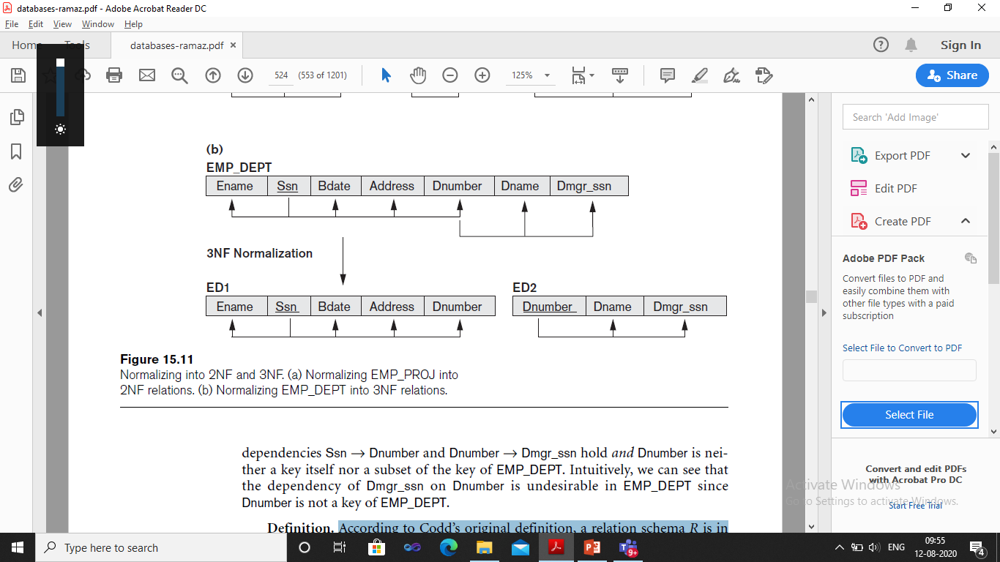 databases-ramaz.pdf - Adobe Acrobat Reader DC
File Edit View Window Help
Home Tools databases-ramaz.pdf × ? Sign In
524 (553 of 1201) 125% Share
(b)
EMP_DEPT
Ename Ssn Bdate Address Dnumber Dname Dmgr_ssn
3NF Normalization
ED1 ED2
Ename Ssn Bdate Address Dnumber Dnumber Dname Dmgr_ssn
Figure 15.11
Normalizing into 2NF and 3NF. (a) Normalizing EMP_PROJ into
2NF relations. (b) Normalizing EMP_DEPT into 3NF relations.
dependencies Ssn → Dnumber and Dnumber → Dmgr_ssn hold and Dnumber is nei-
ther a key itself nor a subset of the key of EMP_DEPT. Intuitively, we can see that
the dependency of Dmgr_ssn on Dnumber is undesirable in EMP_DEPT since
Dnumber is not a key of EMP_DEPT.
Definition. According to Codd's original definition, a relation schema R is in
Search 'Add Image'
Export PDF
Edit PDF
Create PDF
Adobe PDF Pack
Convert files to PDF and
easily combine them with
other file types with a paid
subscription
Select File to Convert to PDF
Select File
Convert and edit PDFs
with Acrobat Pro DC
Start Free Trial
Activate Windows
Go to Settings to activate Windows.
Type here to search
9+
ENG
09:55
12-08-2020
4